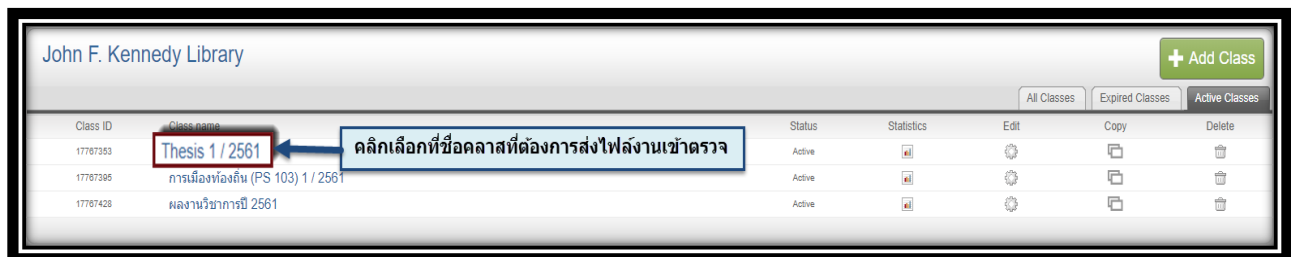 John F. Kennedy Library
+ Add Class
All Classes Expired Classes Active Classes
Class ID Class name Status Statistics Edit Copy Delete
17767353 Thesis 1 / 2561 คลิกเลือกที่ชื่อคลาสที่ต้องการส่งไฟล์งานเข้าตรวจ Active
17767395 การเมืองท้องถิ่น (PS 103) 1 / 2561 Active
17767428 ผลงานวิชาการปี 2561 Active